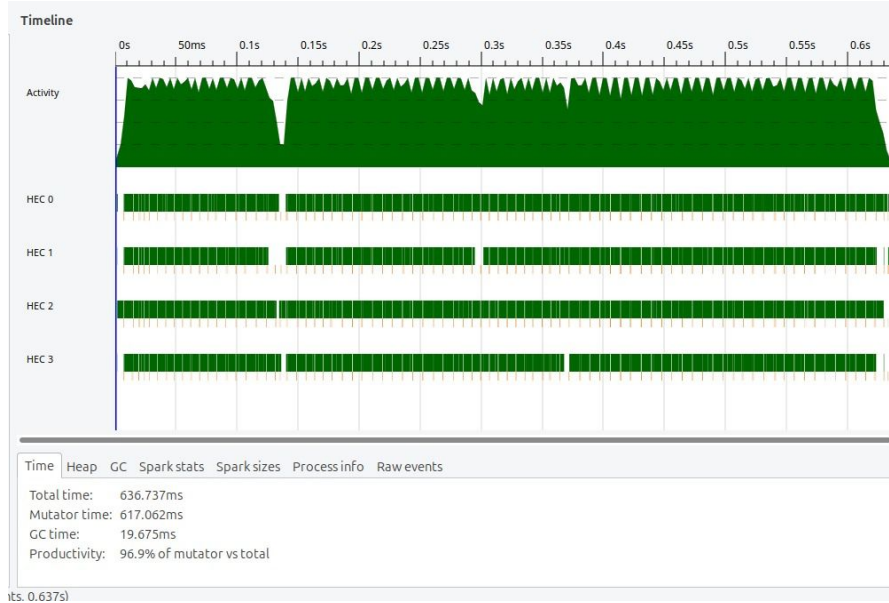 Timeline
0s 50ms 0.1s 0.15s 0.2s 0.25s 0.3s 0.35s 0.4s 0.45s 0.5s 0.55s 0.6s
Activity
HEC 0
HEC 1
HEC 2
HEC 3
Time Heap GC Spark stats Spark sizes Process info Raw events
Total time: 636.737ms
Mutator time: 617.062ms
GC time: 19.675ms
Productivity: 96.9% of mutator vs total
nts, 0.637s)